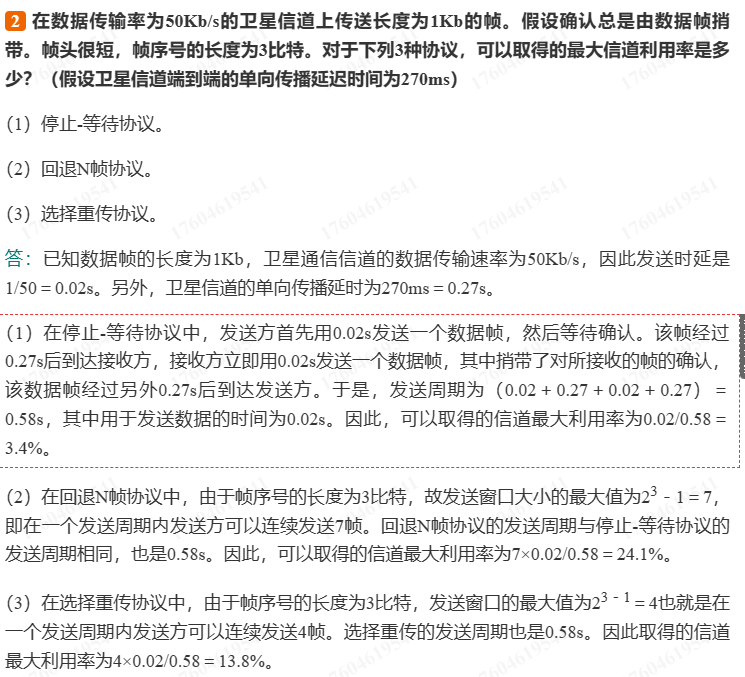 2 在数据传输率为50Kb/s的卫星信道上传送长度为1Kb的帧。假设确认总是由数据帧捎
带。帧头很短，帧序号的长度为3比特。对于下列3种协议，可以取得的最大信道利用率是多
少？（假设卫星信道端到端的单向传播延迟时间为270ms）
（1）停止-等待协议。
（2）回退N帧协议。
（3）选择重传协议。
答：已知数据帧的长度为1Kb，卫星通信信道的数据传输速率为50Kb/s，因此发送时延是
1/50 = 0.02s。另外，卫星信道的单向传播延时为270ms = 0.27s。
（1）在停止-等待协议中，发送方首先用0.02s发送一个数据帧，然后等待确认。该帧经过
0.27s后到达接收方，接收方立即用0.02s发送一个数据帧，其中捎带了对所接收的帧的确认，
该数据帧经过另外0.27s后到达发送方。于是，发送周期为（0.02 + 0.27 + 0.02 + 0.27） =
0.58s，其中用于发送数据的时间为0.02s。因此，可以取得的信道最大利用率为0.02/0.58 =
3.4%。
（2）在回退N帧协议中，由于帧序号的长度为3比特，故发送窗口大小的最大值为2³ - 1 = 7，
即在一个发送周期内发送方可以连续发送7帧。回退N帧协议的发送周期与停止-等待协议的
发送周期相同，也是0.58s。因此，可以取得的信道最大利用率为7×0.02/0.58 = 24.1%。
（3）在选择重传协议中，由于帧序号的长度为3比特，发送窗口的最大值为2³⁻¹ = 4也就是在
一个发送周期内发送方可以连续发送4帧。选择重传的发送周期也是0.58s。因此取得的信道
最大利用率为4×0.02/0.58 = 13.8%。
17604619541